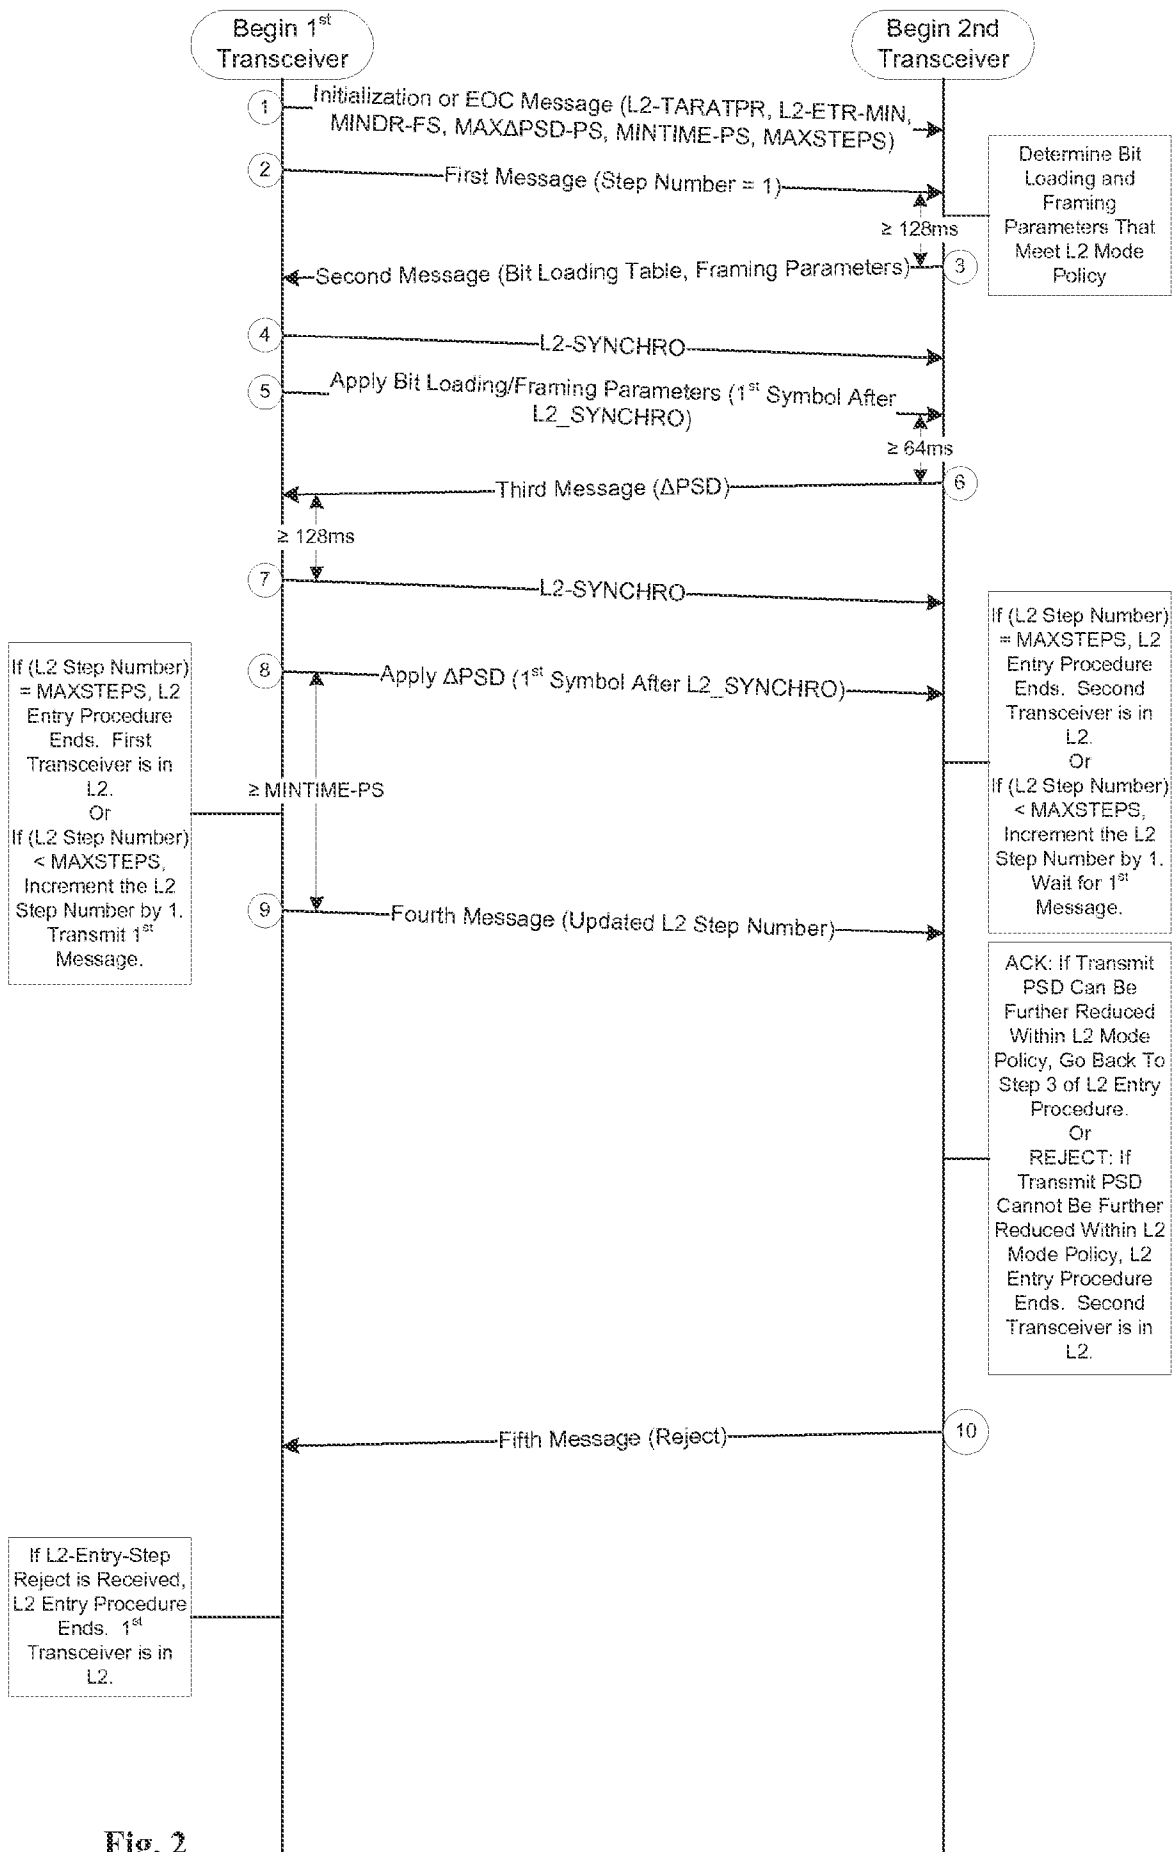 Begin 1st
Transceiver
Begin 2nd
Transceiver
1
Initialization or EOC Message (L2-TARATPR, L2-ETR-MIN,
MINDR-FS, MAXΔPSD-PS, MINTIME-PS, MAXSTEPS)
Determine Bit
Loading and
Framing
Parameters That
Meet L2 Mode
Policy
2
First Message (Step Number = 1)
≥ 128ms
3
Second Message (Bit Loading Table, Framing Parameters)
4
L2-SYNCHRO
5
Apply Bit Loading/Framing Parameters (1st Symbol After
L2_SYNCHRO)
≥ 64ms
6
Third Message (ΔPSD)
≥ 128ms
7
L2-SYNCHRO
If (L2 Step Number)
= MAXSTEPS, L2
Entry Procedure
Ends. Second
Transceiver is in
L2.
Or
If (L2 Step Number)
< MAXSTEPS,
Increment the L2
Step Number by 1.
Wait for 1st
Message.
If (L2 Step Number)
= MAXSTEPS, L2
Entry Procedure
Ends. First
Transceiver is in
L2.
Or
If (L2 Step Number)
< MAXSTEPS,
Increment the L2
Step Number by 1.
Transmit 1st
Message.
8
Apply ΔPSD (1st Symbol After L2_SYNCHRO)
≥ MINTIME-PS
9
Fourth Message (Updated L2 Step Number)
ACK: If Transmit
PSD Can Be
Further Reduced
Within L2 Mode
Policy, Go Back To
Step 3 of L2 Entry
Procedure.
Or
REJECT: If
Transmit PSD
Cannot Be Further
Reduced Within L2
Mode Policy, L2
Entry Procedure
Ends. Second
Transceiver is in
L2.
10
Fifth Message (Reject)
If L2-Entry-Step
Reject is Received,
L2 Entry Procedure
Ends. 1st
Transceiver is in
L2.
Fig. 2